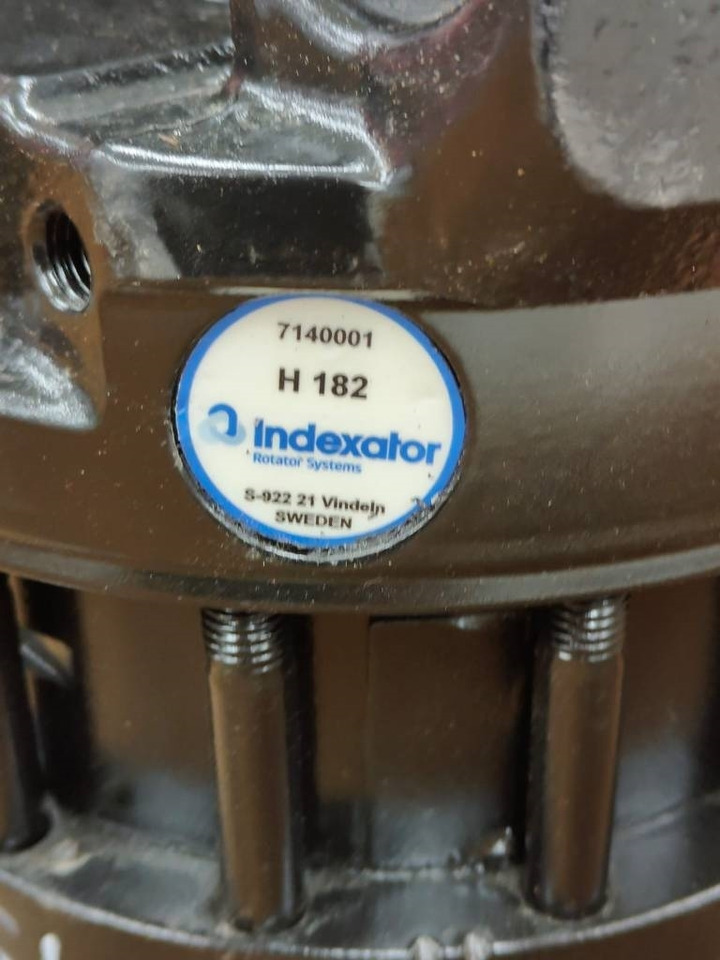 7140001
H 182
Indexator
Rotator Systems
S-922 21 Vindeln
SWEDEN